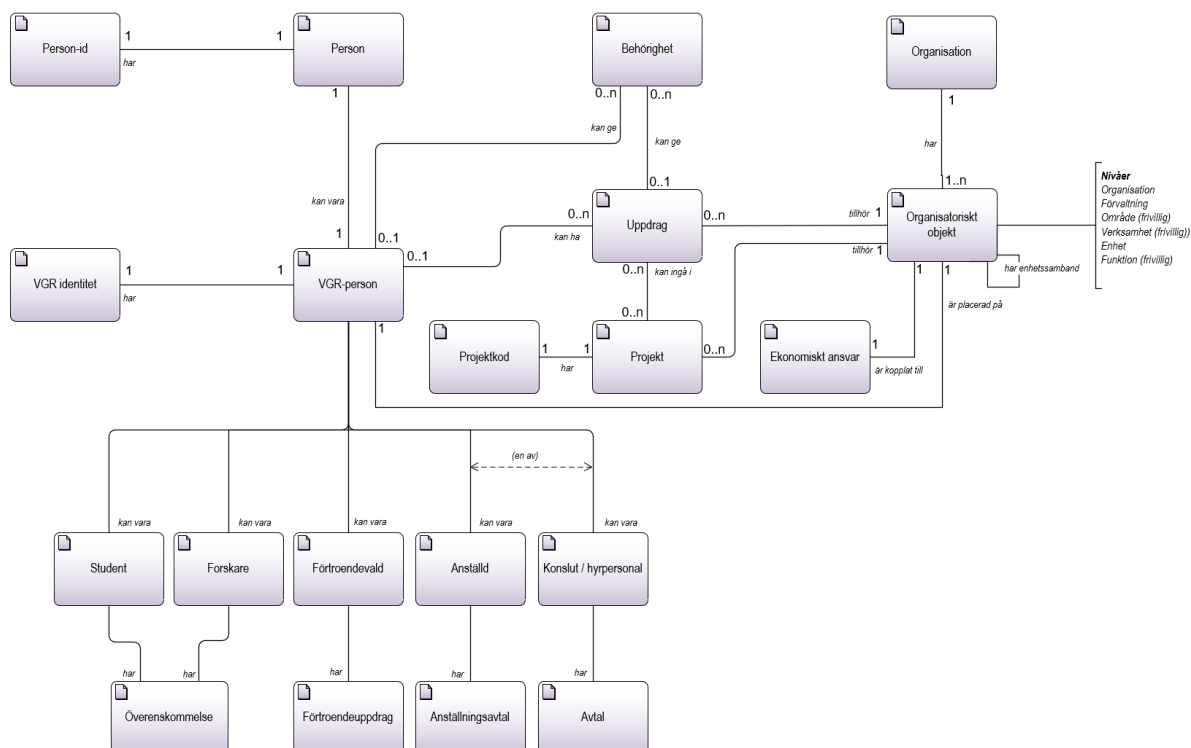 Person-id
1
1
har
Person
1
Behörighet
0..n
0..n
Organisation
1
kan ge
kan ge
har
kan vara
0..1
1..n
Nivåer
Organisation
Förvaltning
Område (frivillig)
Verksamhet (frivillig))
Enhet
Funktion (frivillig)
Uppdrag
0..n
kan ha
0..n
tillhör
1
Organisatoriskt
objekt
1
0..1
0..1
tillhör
1
har enhetssamband
VGR identitet
1
1
har
VGR-person
1
0..n
kan ingå i
1
1
är placerad på
0..n
Projektkod
1
1
har
Projekt
0..n
Ekonomiskt ansvar
1
är kopplat till
(en av)
kan vara
kan vara
kan vara
kan vara
kan vara
Student
Forskare
Förtroendevald
Anställd
Konslut / hyrpersonal
har
har
har
har
har
Överenskommelse
Förtroendeuppdrag
Anställningsavtal
Avtal